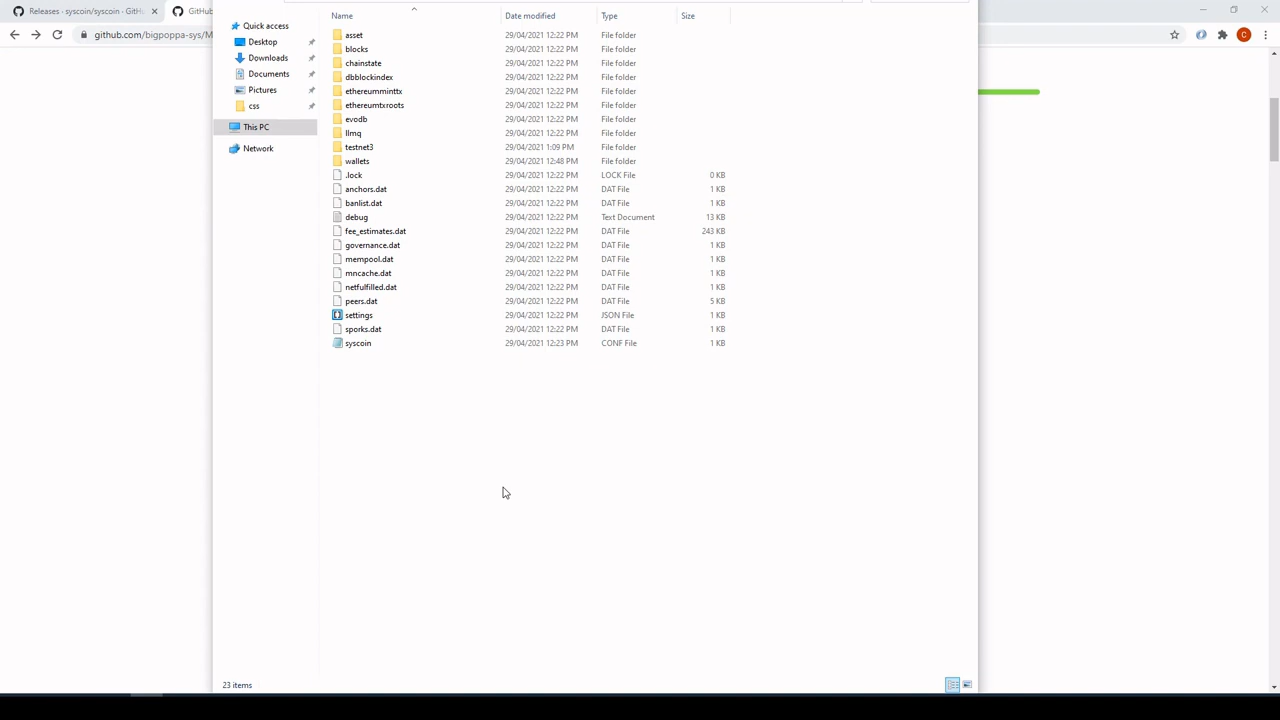 Releases · syscoin/syscoin · GitHu
GitHub
github.com/bigpoppa-sys/M
C
Name Date modified Type Size
Quick access
Desktop
Downloads
Documents
Pictures
css
This PC
Network
asset 29/04/2021 12:22 PM File folder
blocks 29/04/2021 12:22 PM File folder
chainstate 29/04/2021 12:22 PM File folder
dbblockindex 29/04/2021 12:22 PM File folder
ethereumminttx 29/04/2021 12:22 PM File folder
ethereumtxroots 29/04/2021 12:22 PM File folder
evodb 29/04/2021 12:22 PM File folder
llmq 29/04/2021 12:22 PM File folder
testnet3 29/04/2021 1:09 PM File folder
wallets 29/04/2021 12:48 PM File folder
.lock 29/04/2021 12:22 PM LOCK File 0 KB
anchors.dat 29/04/2021 12:22 PM DAT File 1 KB
banlist.dat 29/04/2021 12:22 PM DAT File 1 KB
debug 29/04/2021 12:22 PM Text Document 13 KB
fee_estimates.dat 29/04/2021 12:22 PM DAT File 243 KB
governance.dat 29/04/2021 12:22 PM DAT File 1 KB
mempool.dat 29/04/2021 12:22 PM DAT File 1 KB
mncache.dat 29/04/2021 12:22 PM DAT File 1 KB
netfulfilled.dat 29/04/2021 12:22 PM DAT File 1 KB
peers.dat 29/04/2021 12:22 PM DAT File 5 KB
settings 29/04/2021 12:22 PM JSON File 1 KB
sporks.dat 29/04/2021 12:22 PM DAT File 1 KB
syscoin 29/04/2021 12:23 PM CONF File 1 KB
23 items